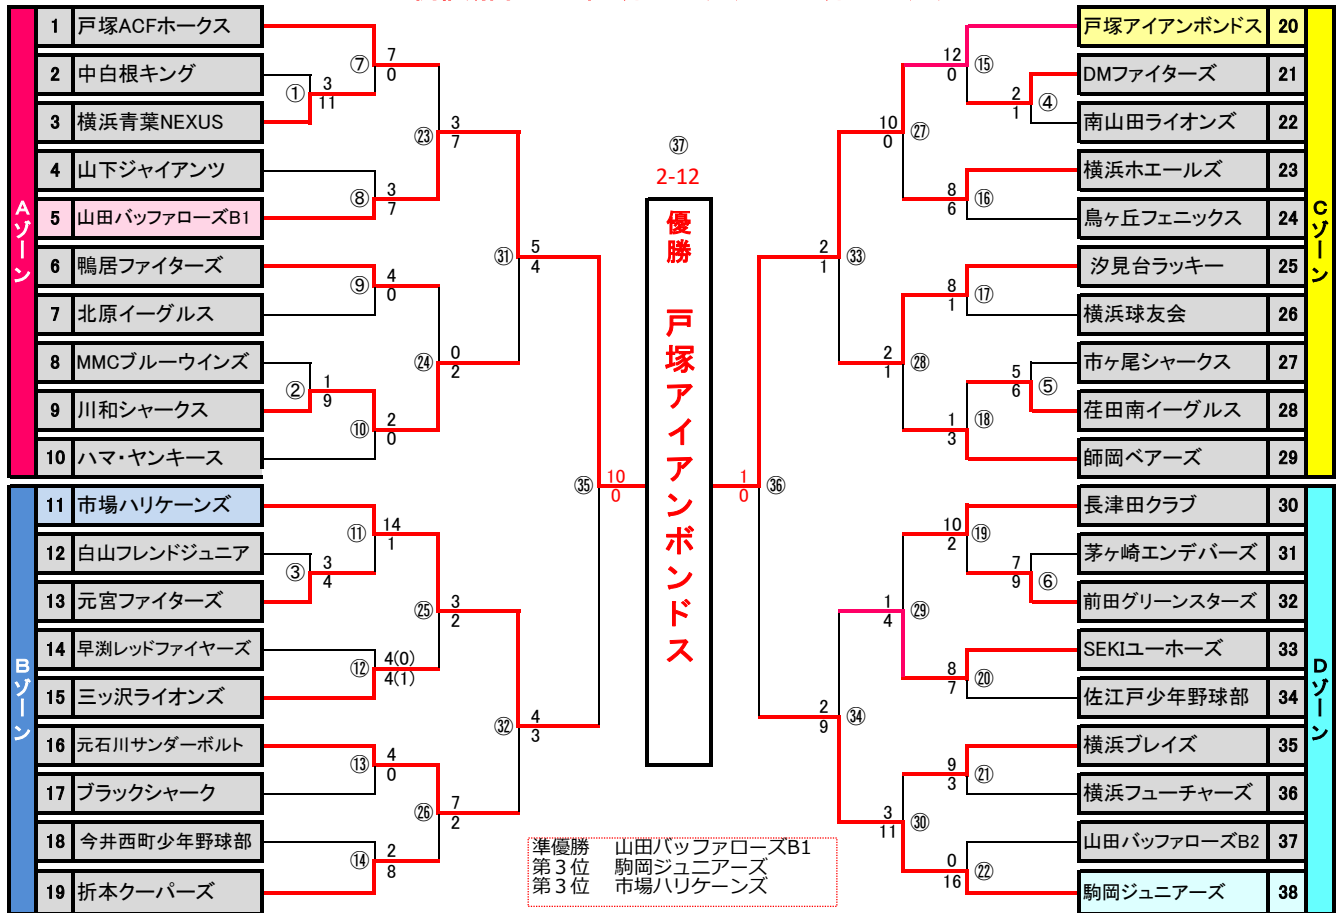 Aゾーン
1 戸塚ACFホークス
2 中白根キング
3 横浜青葉NEXUS
4 山下ジャイアンツ
5 山田バッファローズB1
6 鴨居ファイターズ
7 北原イーグルス
8 MMCブルーウインズ
9 川和シャークス
10 ハマ・ヤンキース
Bゾーン
11 市場ハリケーンズ
12 白山フレンドジュニア
13 元宮ファイターズ
14 早渕レッドファイヤーズ
15 三ッ沢ライオンズ
16 元石川サンダーボルト
17 ブラックシャーク
18 今井西町少年野球部
19 折本クーパーズ
① 3 11
② 1 9
③ 3 4
⑦ 7 0
⑧ 3 7
⑨ 4 0
⑩ 2 0
⑪ 14 1
⑫ 4(0) 4(1)
⑬ 4 0
⑭ 2 8
㉓ 3 7
㉔ 0 2
㉕ 3 2
㉖ 7 2
㉛ 5 4
㉜ 4 3
㉟ 10 0
㊲
2-12
優勝 戸塚アイアンボンドス
準優勝 山田バッファローズB1
第3位 駒岡ジュニアーズ
第3位 市場ハリケーンズ
1 0 ㊱
2 1 ㉝
2 9 ㉞
10 0 ㉗
2 1 ㉘
1 4 ㉙
3 11 ㉚
12 0 ⑮
8 6 ⑯
8 1 ⑰
1 3 ⑱
10 2 ⑲
8 7 ⑳
9 3 ㉑
0 16 ㉒
2 1 ④
5 6 ⑤
7 9 ⑥
Cゾーン
戸塚アイアンボンドス 20
DMファイターズ 21
南山田ライオンズ 22
横浜ホエールズ 23
鳥ヶ丘フェニックス 24
汐見台ラッキー 25
横浜球友会 26
市ヶ尾シャークス 27
荏田南イーグルス 28
師岡ベアーズ 29
Dゾーン
長津田クラブ 30
茅ヶ崎エンデバーズ 31
前田グリーンスターズ 32
SEKIユーホーズ 33
佐江戸少年野球部 34
横浜ブレイズ 35
横浜フューチャーズ 36
山田バッファローズB2 37
駒岡ジュニアーズ 38